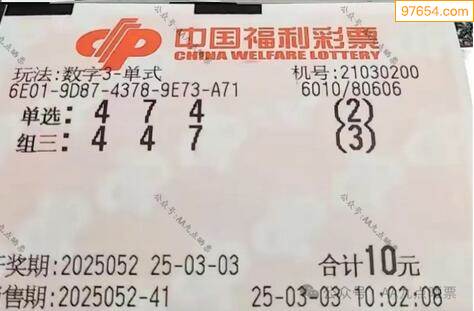 97654.com
中国福利彩票
CHINA WELFARE LOTTERY
玩法:数字3-单式
机号:21030200
6E01-9D87-4378-9E73-A71
6010/80606
单选: 4 7 4 (2)
组三: 4 4 7 (3)
奖期:2025052 25-03-03
合计10元
售期:2025052-41
25-03-03 10:02:08